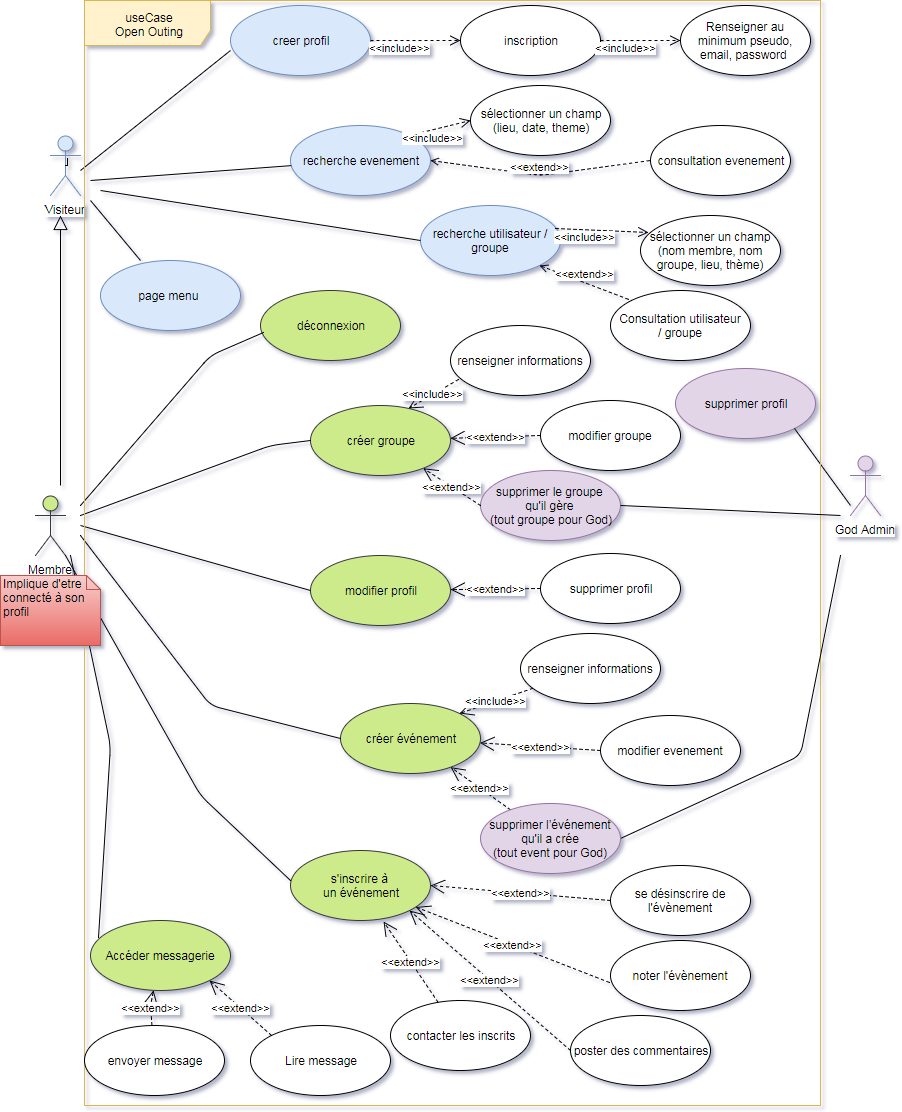 useCase
Open Outing
creer profil
<<include>>
inscription
<<include>>
Renseigner au
minimum pseudo,
email, password
sélectionner un champ
(lieu, date, theme)
<<include>>
recherche evenement
<<extend>>
consultation evenement
Visiteur
recherche utilisateur /
groupe
<<include>>
sélectionner un champ
(nom membre, nom
groupe, lieu, thème)
<<extend>>
page menu
Consultation utilisateur
/ groupe
déconnexion
renseigner informations
<<include>>
supprimer profil
créer groupe
<<extend>>
modifier groupe
<<extend>>
supprimer le groupe
qu'il gère
(tout groupe pour God)
God Admin
Membre
Implique d'etre
connecté à son
profil
modifier profil
<<extend>>
supprimer profil
renseigner informations
<<include>>
créer événement
<<extend>>
modifier evenement
<<extend>>
supprimer l'événement
qu'il a crée
(tout event pour God)
s'inscrire à
un événement
<<extend>>
se désinscrire de
l'évènement
<<extend>>
noter l'évènement
Accéder messagerie
<<extend>>
<<extend>>
<<extend>>
<<extend>>
contacter les inscrits
poster des commentaires
envoyer message
Lire message